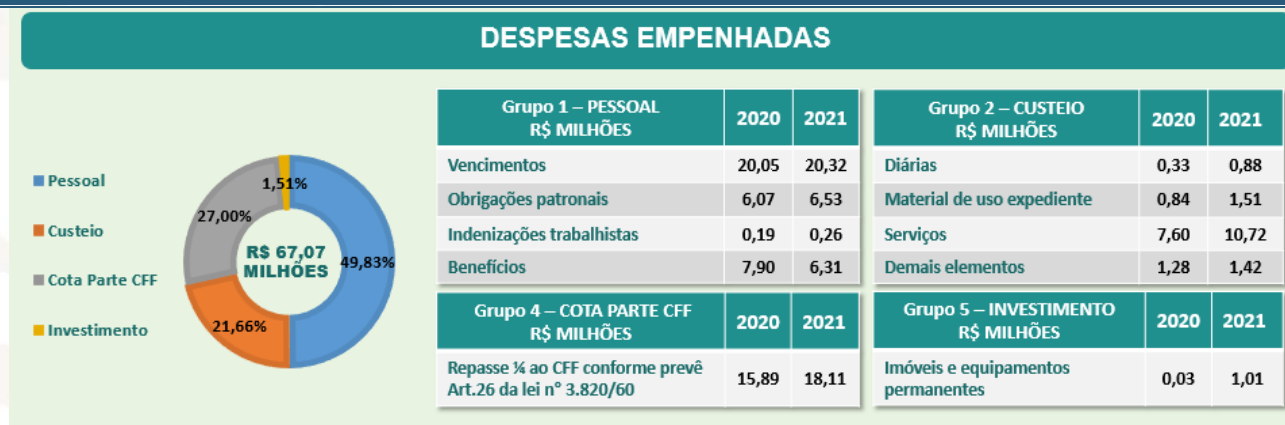 DESPESAS EMPENHADAS
Pessoal
Custeio
Cota Parte CFF
Investimento
1,51%
27,00%
R$ 67,07
MILHÕES
49,83%
21,66%
Grupo 1 – PESSOAL
R$ MILHÕES
2020 2021
Vencimentos 20,05 20,32
Obrigações patronais 6,07 6,53
Indenizações trabalhistas 0,19 0,26
Benefícios 7,90 6,31
Grupo 2 – CUSTEIO
R$ MILHÕES
2020 2021
Diárias 0,33 0,88
Material de uso expediente 0,84 1,51
Serviços 7,60 10,72
Demais elementos 1,28 1,42
Grupo 4 – COTA PARTE CFF
R$ MILHÕES
2020 2021
Repasse ¼ ao CFF conforme prevê
Art.26 da lei n° 3.820/60
15,89 18,11
Grupo 5 – INVESTIMENTO
R$ MILHÕES
2020 2021
Imóveis e equipamentos
permanentes
0,03 1,01